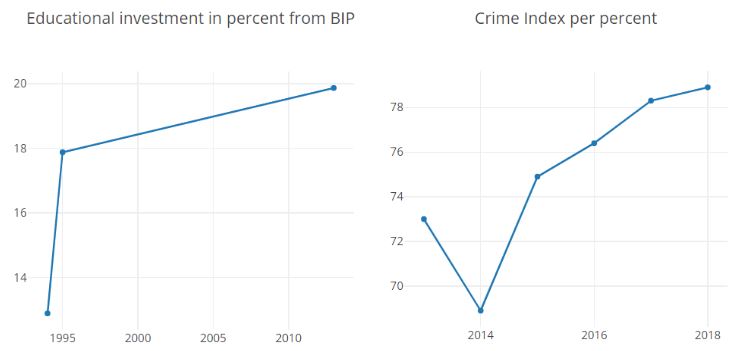 Educational investment in percent from BIP
20
18
16
14
1995 2000 2005 2010
Crime Index per percent
78
76
74
72
70
2014 2016 2018